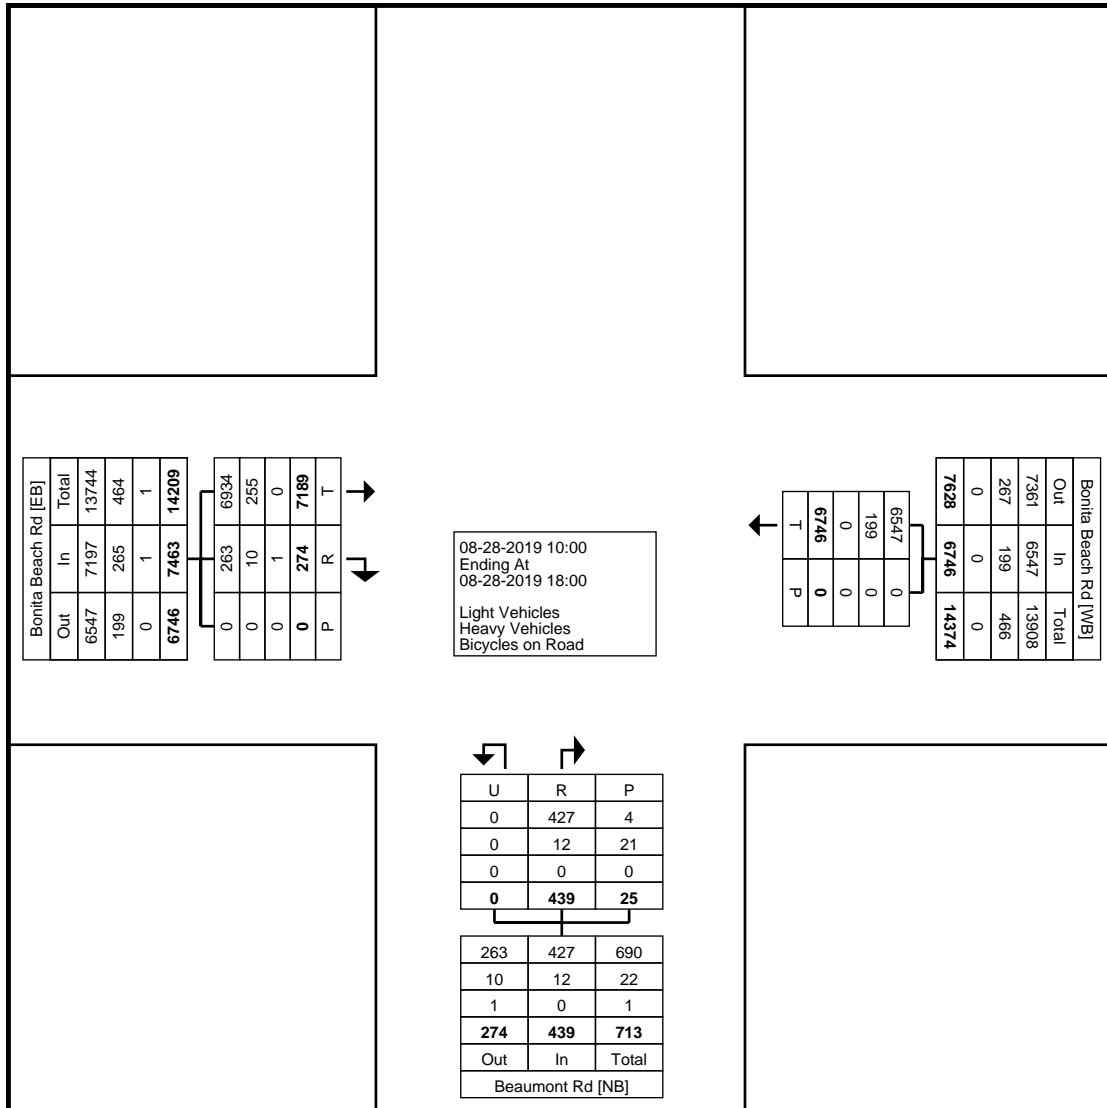 Bonita Beach Rd [EB]
Total 13744 464 1 14209
In 7197 265 1 7463
Out 6547 199 0 6746
6934 255 0 7189 T
263 10 1 274 R
0 0 0 0 P
08-28-2019 10:00
Ending At
08-28-2019 18:00
Light Vehicles
Heavy Vehicles
Bicycles on Road
Bonita Beach Rd [WB]
Out In Total
7361 6547 13908
267 199 466
0 0 0
7628 6746 14374
6547 0
199 0
0 0
6746 0
T P
U R P
0 427 4
0 12 21
0 0 0
0 439 25
263 427 690
10 12 22
1 0 1
274 439 713
Out In Total
Beaumont Rd [NB]